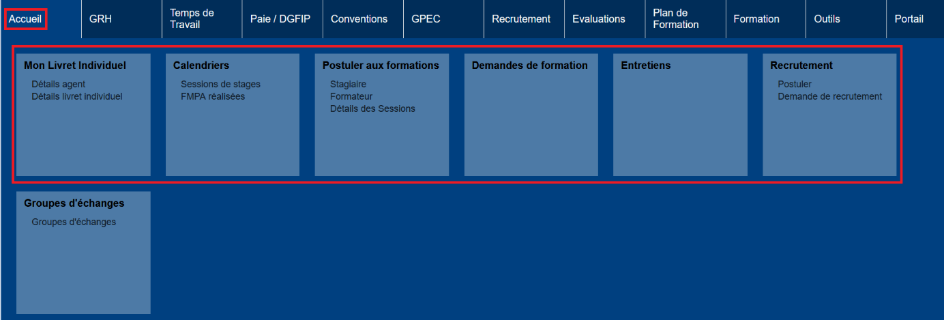 Accueil
GRH
Temps de
Travail
Paie / DGFIP
Conventions
GPEC
Recrutement
Evaluations
Plan de
Formation
Formation
Outils
Portail
Mon Livret Individuel
Détails agent
Détails livret individuel
Calendriers
Sessions de stages
FMPA réalisées
Postuler aux formations
Stagiaire
Formateur
Détails des Sessions
Demandes de formation
Entretiens
Recrutement
Postuler
Demande de recrutement
Groupes d'échanges
Groupes d'échanges